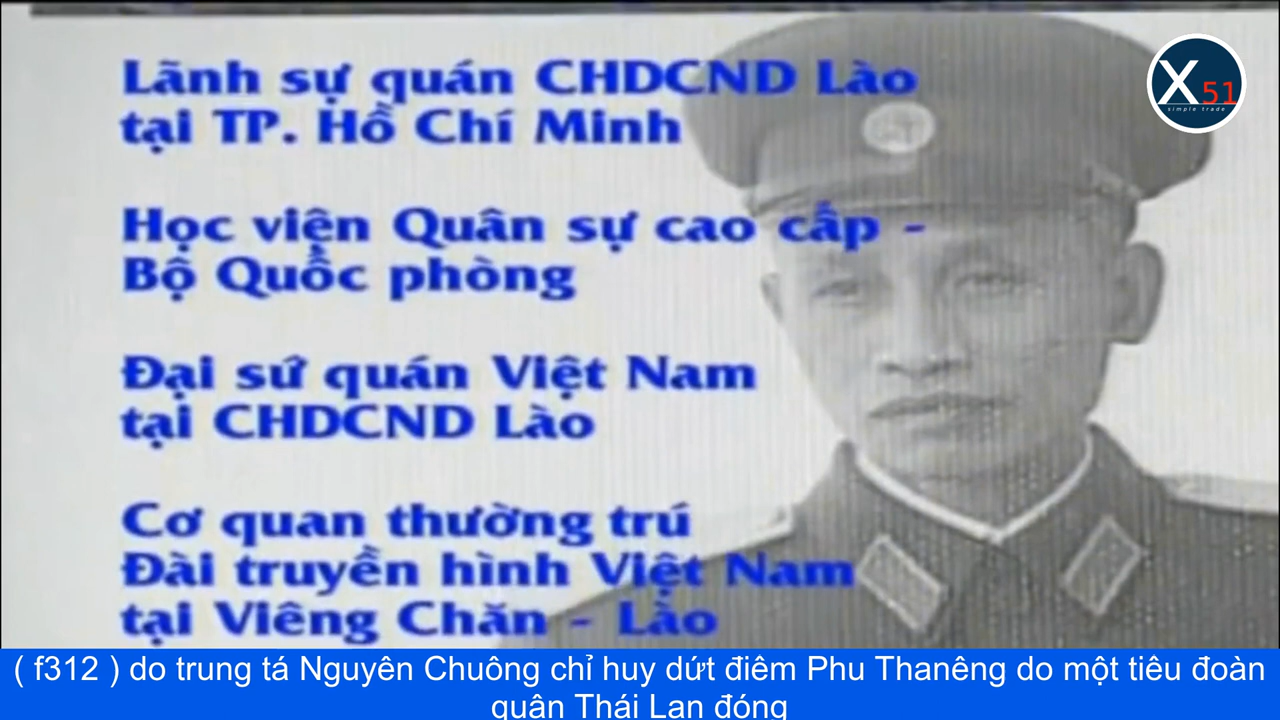 Lãnh sự quán CHDCND Lào
tại TP. Hồ Chí Minh
Học viện Quân sự cao cấp -
Bộ Quốc phòng
Đại sứ quán Việt Nam
tại CHDCND Lào
Cơ quan thường trú
Đài truyền hình Việt Nam
tại Viêng Chăn - Lào
X51
simple trade
( f312 ) do trung tá Nguyên Chuông chỉ huy dứt điêm Phu Thanêng do một tiêu đoàn
quân Thái Lan đóng